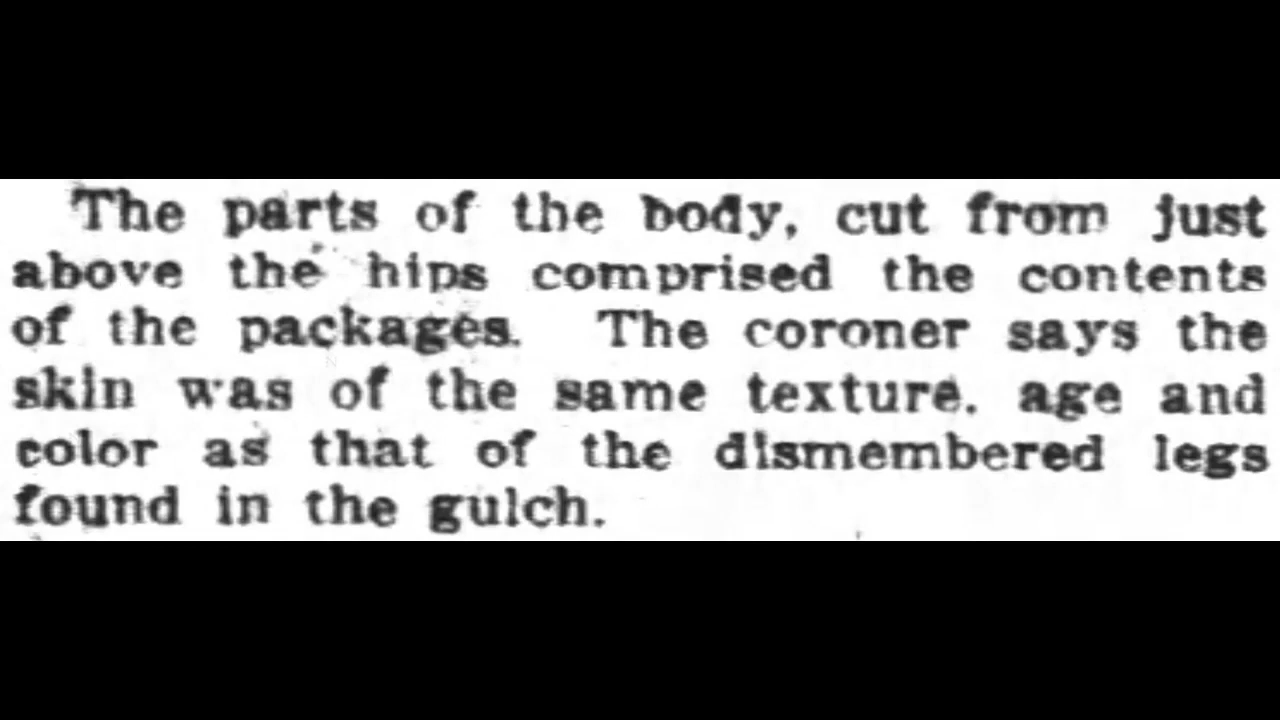 The parts of the body, cut from just
above the hips comprised the contents
of the packages. The coroner says the
skin was of the same texture, age and
color as that of the dismembered legs
found in the gulch.